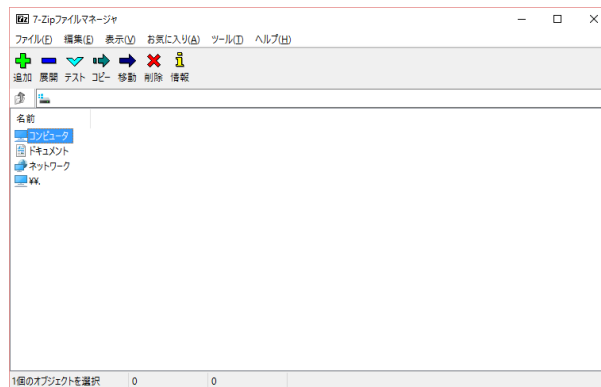 7z 7-Zipファイルマネージャ
ファイル(F) 編集(E) 表示(V) お気に入り(A) ツール(T) ヘルプ(H)
追加 展開 テスト コピー 移動 削除 情報
名前
コンピュータ
ドキュメント
ネットワーク
¥¥.
1個のオブジェクトを選択 0 0